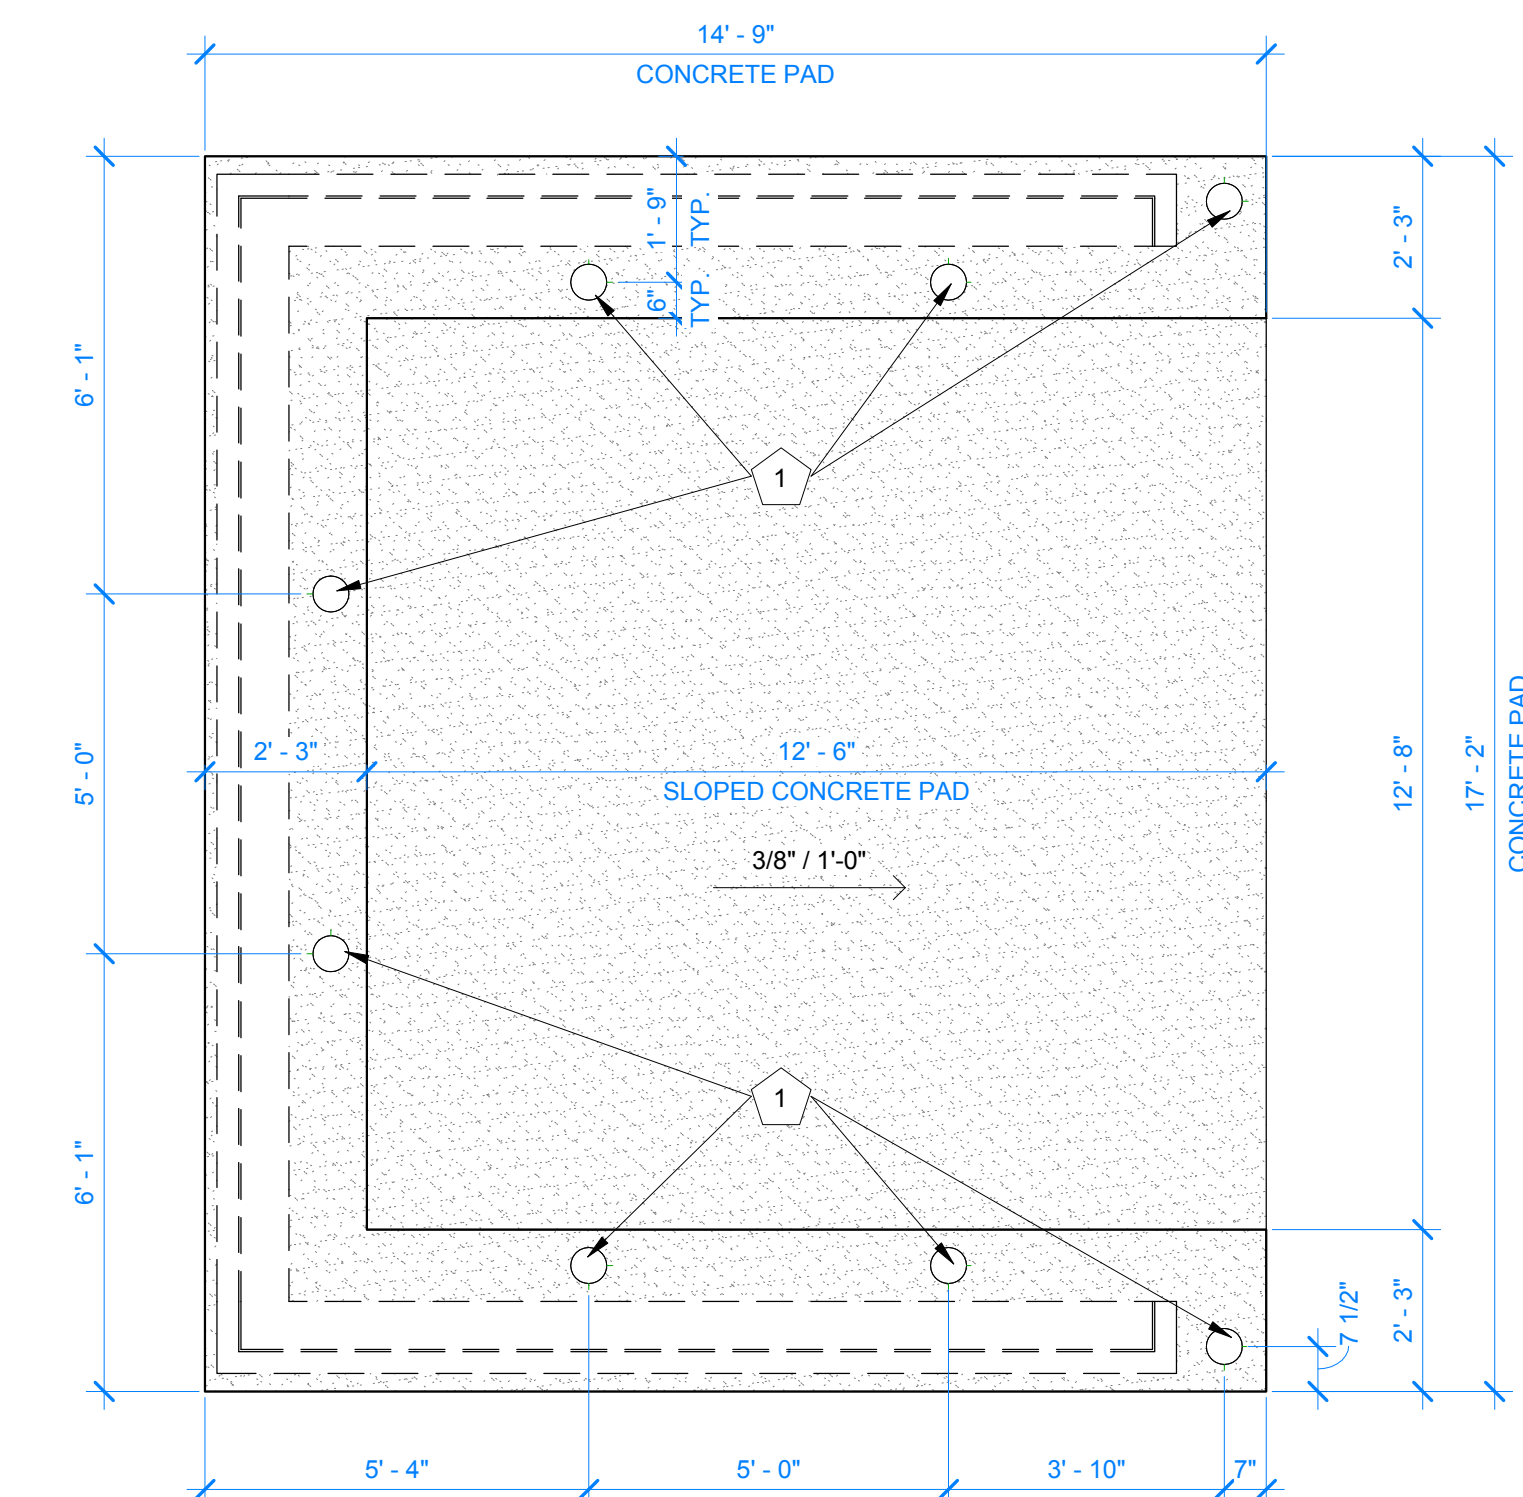 14' - 9"
CONCRETE PAD
1' - 9"
TYP.
6"
TYP.
2' - 3"
6' - 1"
1
5' - 0"
2' - 3"
12' - 6"
SLOPED CONCRETE PAD
12' - 8"
17' - 2"
CONCRETE PAD
3/8" / 1'-0"
1
6' - 1"
7 1/2"
2' - 3"
5' - 4"
5' - 0"
3' - 10"
7"